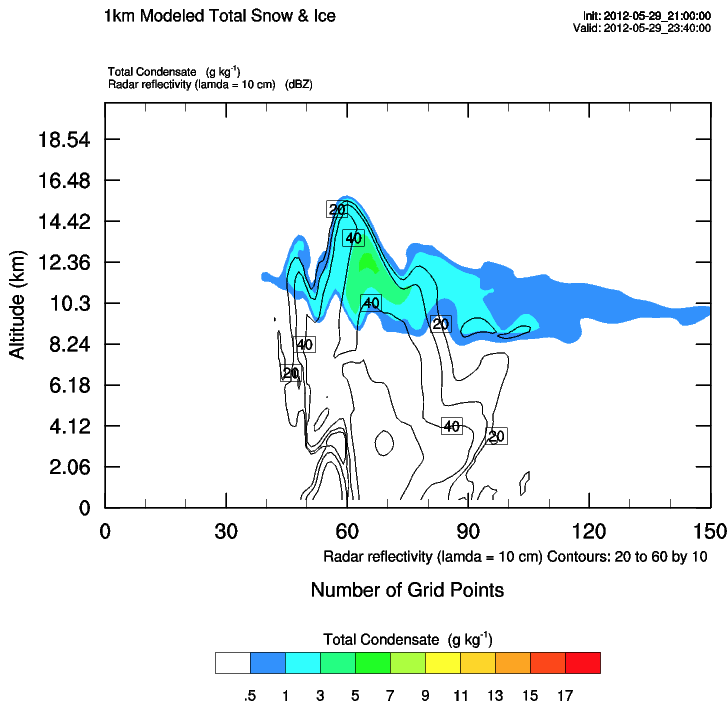 1km Modeled Total Snow & Ice
Init: 2012-05-29_21:00:00
Valid: 2012-05-29_23:40:00
Total Condensate (g kg-1)
Radar reflectivity (lamda = 10 cm) (dBZ)
18.54
16.48
14.42
12.36
10.3
8.24
6.18
4.12
2.06
0
Altitude (km)
20
40
40
20
40
20
40
20
0 30 60 90 120 150
Radar reflectivity (lamda = 10 cm) Contours: 20 to 60 by 10
Number of Grid Points
Total Condensate (g kg-1)
.5 1 3 5 7 9 11 13 15 17